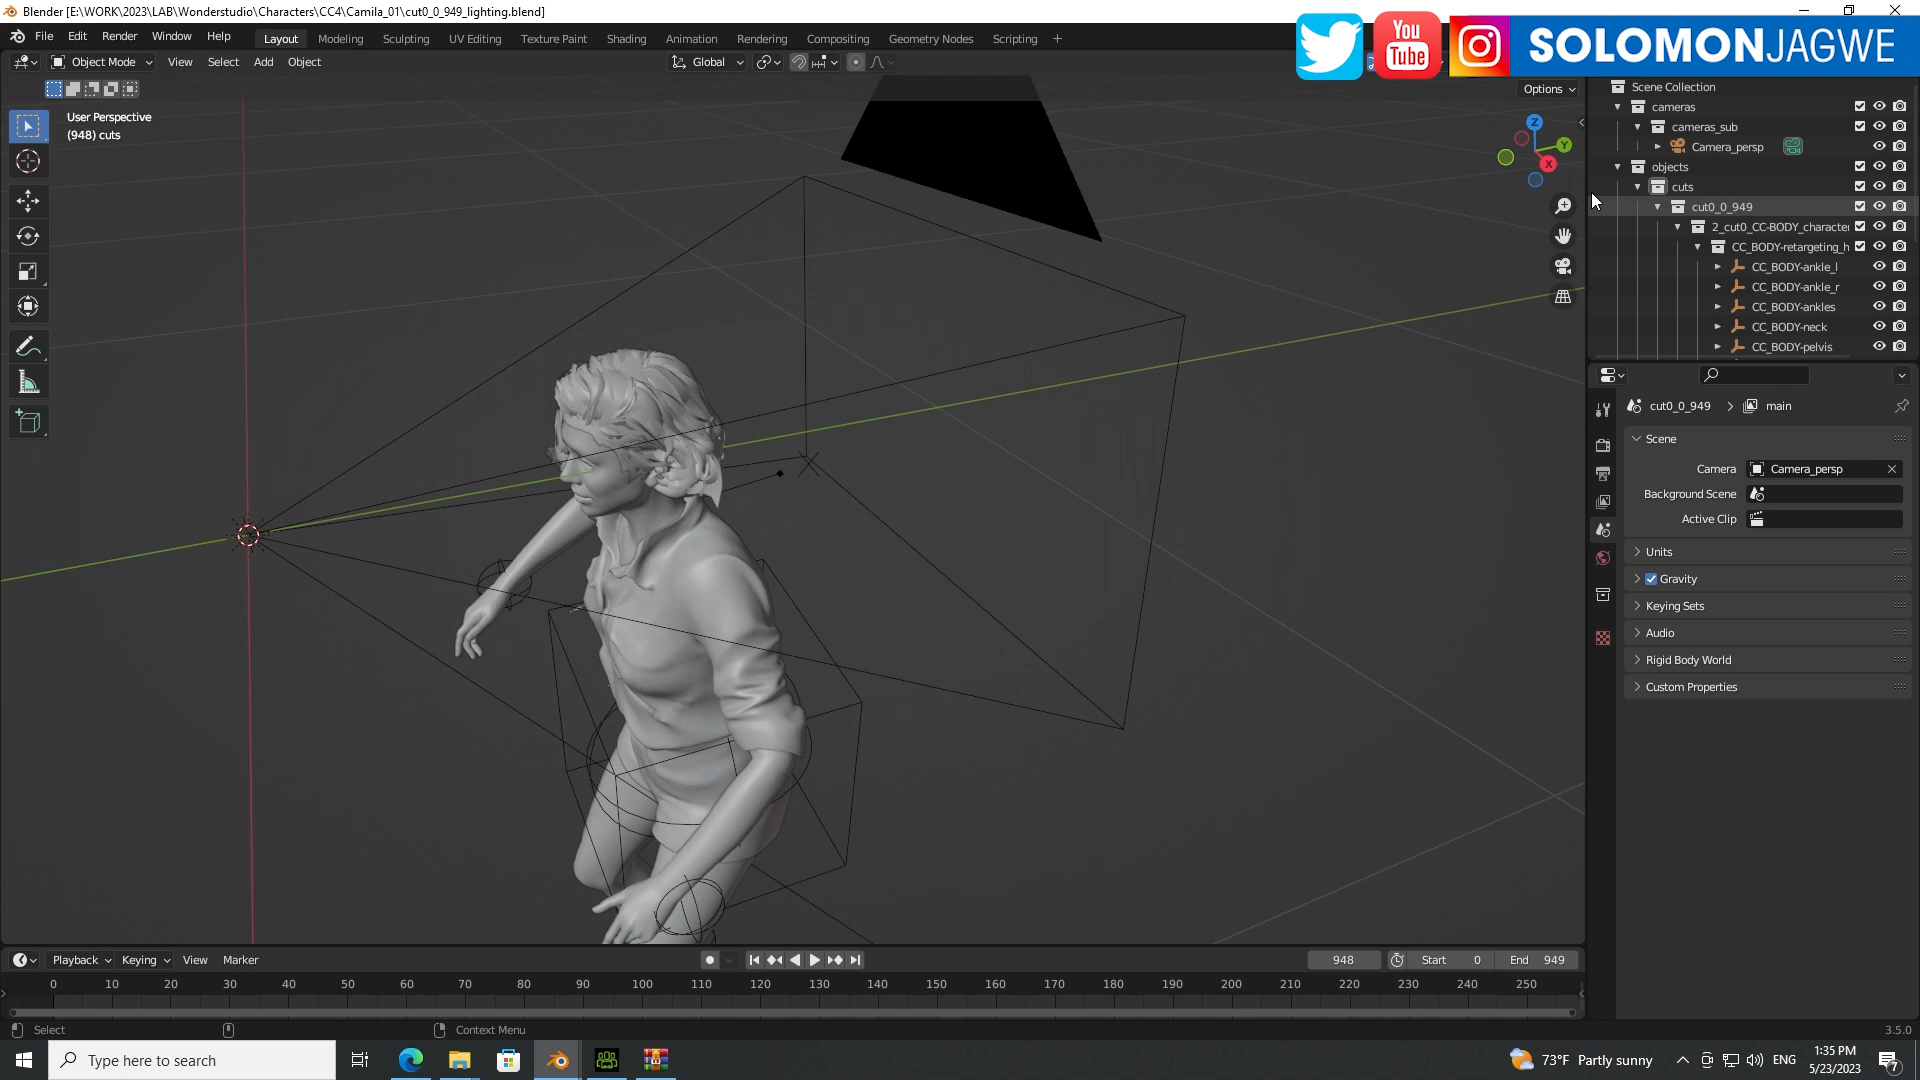 Blender [E:\WORK\2023\LAB\Wonderstudio\Characters\CC4\Camila_01\cut0_0_949_lighting.blend]
File Edit Render Window Help Layout Modeling Sculpting UV Editing Texture Paint Shading Animation Rendering Compositing Geometry Nodes Scripting
You Tube
SOLOMONJAGWE
Object Mode View Select Add Object Global
Options
User Perspective
(948) cuts
Z
Y
X
Scene Collection
cameras
cameras_sub
Camera_persp
objects
cuts
cut0_0_949
2_cut0_CC-BODY_character
CC_BODY-retargeting_h
CC_BODY-ankle_l
CC_BODY-ankle_r
CC_BODY-ankles
CC_BODY-neck
CC_BODY-pelvis
cut0_0_949 main
Scene
Camera Camera_persp
Background Scene
Active Clip
Units
Gravity
Keying Sets
Audio
Rigid Body World
Custom Properties
Playback Keying View Marker 948 Start 0 End 949
0 10 20 30 40 50 60 70 80 90 100 110 120 130 140 150 160 170 180 190 200 210 220 230 240 250
Select Context Menu 3.5.0
Type here to search
73°F Partly sunny ENG
1:35 PM
5/23/2023
7